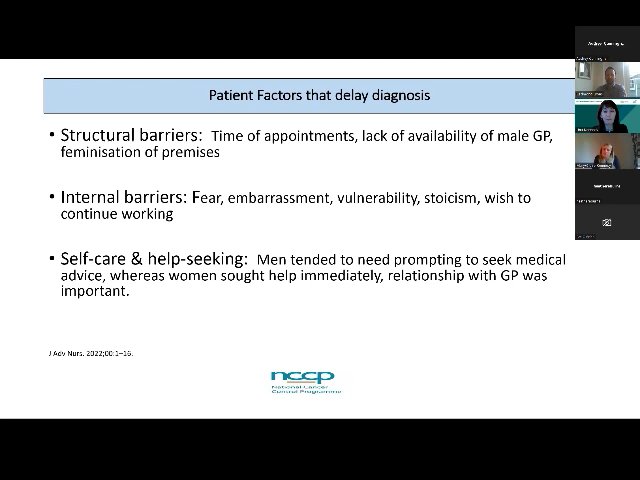 Patient Factors that delay diagnosis
• Structural barriers: Time of appointments, lack of availability of male GP,
feminisation of premises
• Internal barriers: Fear, embarrassment, vulnerability, stoicism, wish to
continue working
• Self-care & help-seeking: Men tended to need prompting to seek medical
advice, whereas women sought help immediately, relationship with GP was
important.
J Adv Nurs. 2022;00:1–16.
nccp
National Cancer
Control Programme